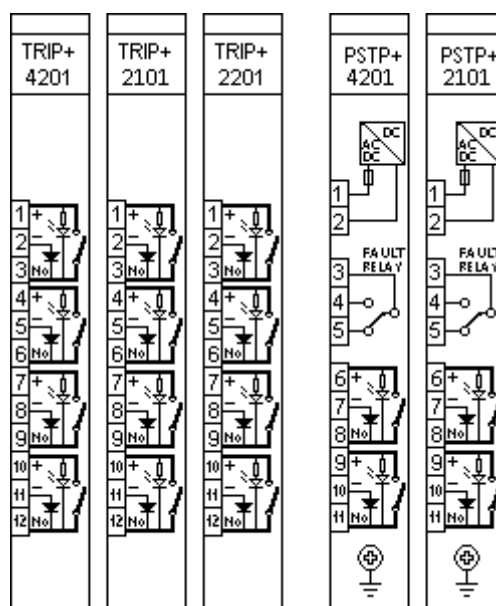 TRIP+
4201
1 +
2 -
3 No
4 +
5 -
6 No
7 +
8 -
9 No
10 +
11 -
12 No
TRIP+
2101
1 +
2 -
3 No
4 +
5 -
6 No
7 +
8 -
9 No
10 +
11 -
12 No
TRIP+
2201
1 +
2 -
3 No
4 +
5 -
6 No
7 +
8 -
9 No
10 +
11 -
12 No
PSTP+
4201
DC
AC
DC
1
2
FAULT
RELAY
3
4
5
6 +
7 -
8 No
9 +
10 -
11 No
PSTP+
2101
DC
AC
DC
1
2
FAULT
RELAY
3
4
5
6 +
7 -
8 No
9 +
10 -
11 No